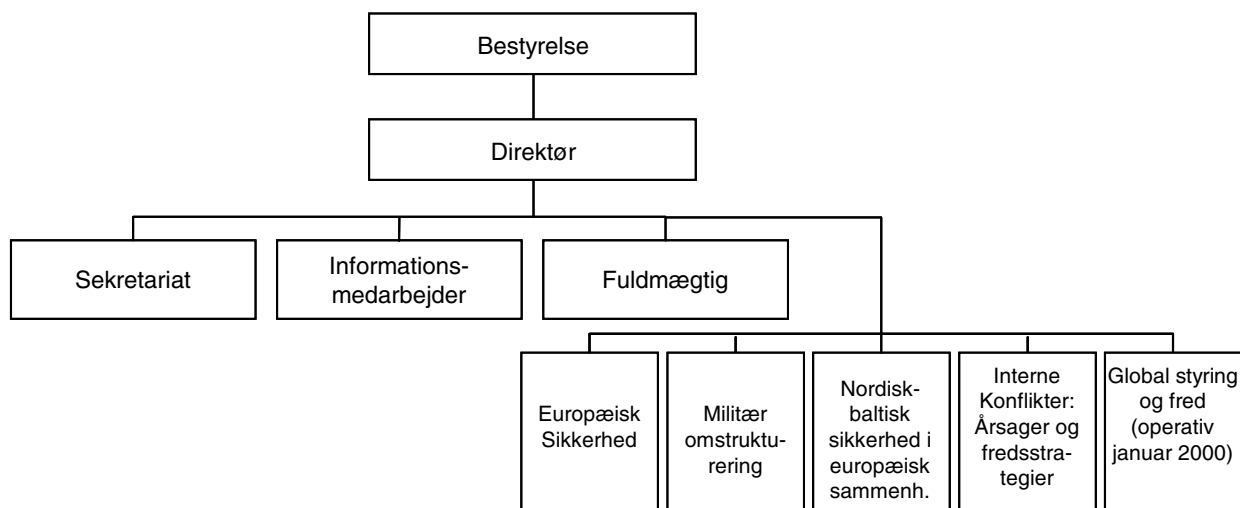 Bestyrelse
Direktør
Sekretariat
Informations-
medarbejder
Fuldmægtig
Europæisk
Sikkerhed
Militær
omstruktu-
rering
Nordisk-
baltisk
sikkerhed i
europæisk
sammenh.
Interne
Konflikter:
Årsager og
fredsstra-
tegier
Global styring
og fred
(operativ
januar 2000)